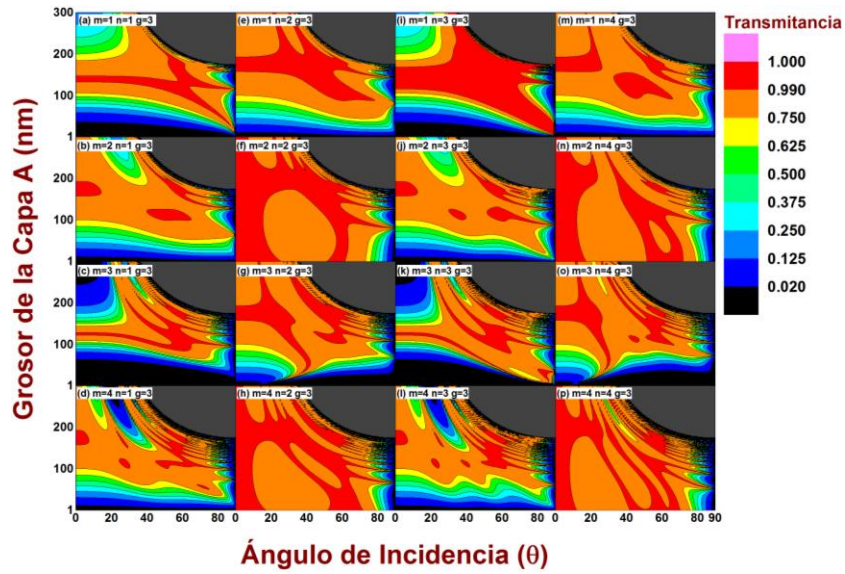 Transmitancia
1.000
0.990
0.750
0.625
0.500
0.375
0.250
0.125
0.020
Grosor de la Capa A (nm)
300
200
100
1
(a) m=1 n=1 g=3
(e) m=1 n=2 g=3
(i) m=1 n=3 g=3
(m) m=1 n=4 g=3
200
100
1
(b) m=2 n=1 g=3
(f) m=2 n=2 g=3
(j) m=2 n=3 g=3
(n) m=2 n=4 g=3
200
100
1
(c) m=3 n=1 g=3
(g) m=3 n=2 g=3
(k) m=3 n=3 g=3
(o) m=3 n=4 g=3
200
100
1
(d) m=4 n=1 g=3
(h) m=4 n=2 g=3
(l) m=4 n=3 g=3
(p) m=4 n=4 g=3
0 20 40 60 80 0 20 40 60 80 0 20 40 60 80 0 20 40 60 80 90
Ángulo de Incidencia (θ)